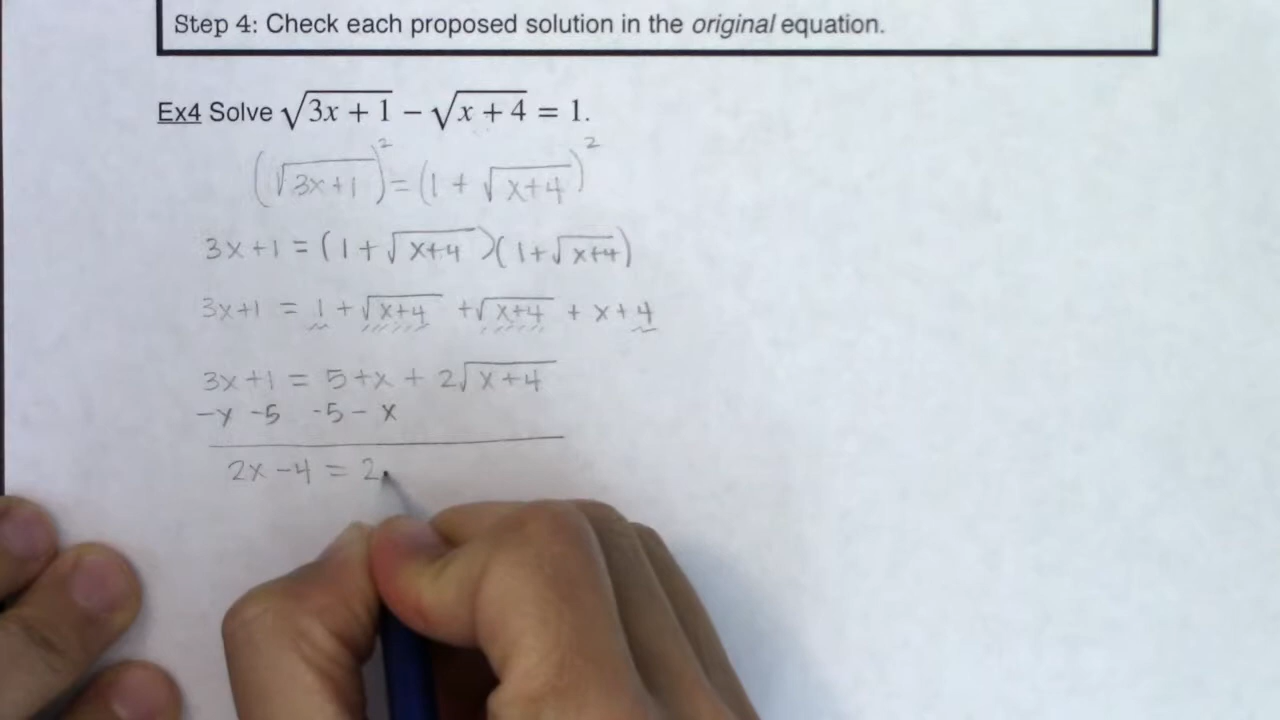 Step 4: Check each proposed solution in the original equation.
Ex4 Solve √(3x + 1) − √(x + 4) = 1.
(√(3x+1))² = (1 + √(x+4))²
3x+1 = (1+√(x+4))(1+√(x+4))
3x+1 = 1 + √(x+4) + √(x+4) + x + 4
3x+1 = 5+x + 2√(x+4)
-x -5 -5 - x
2x -4 = 2